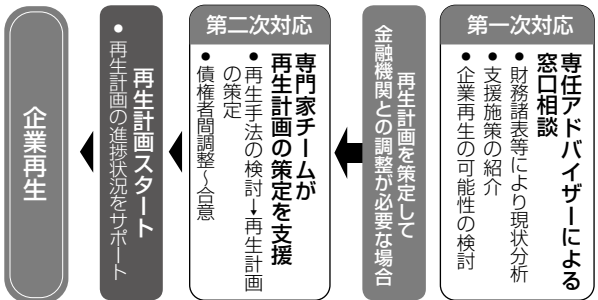 第一次対応
専任アドバイザーによる
窓口相談
● 財務諸表等により現状分析
● 支援施策の紹介
● 企業再生の可能性の検討
再生計画を策定して
金融機関との調整が必要な場合
第二次対応
専門家チームが
再生計画の策定を支援
● 再生手法の検討→再生計画
の策定
● 債権者間調整~合意
再生計画スタート
● 再生計画の進捗状況をサポート
企業再生